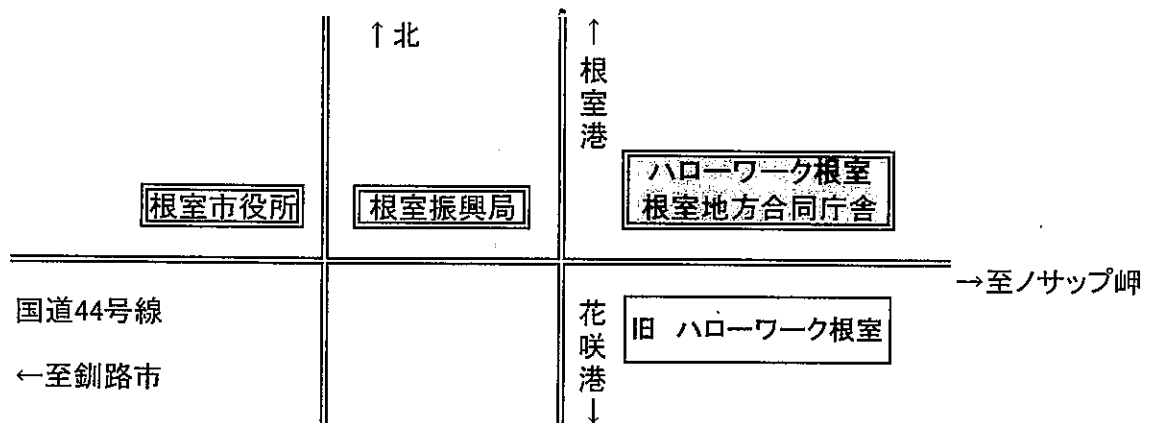 ↑北
↑根室港
根室市役所
根室振興局
ハローワーク根室
根室地方合同庁舎
→至ノサップ岬
国道44号線
←至釧路市
花咲港↓
旧 ハローワーク根室